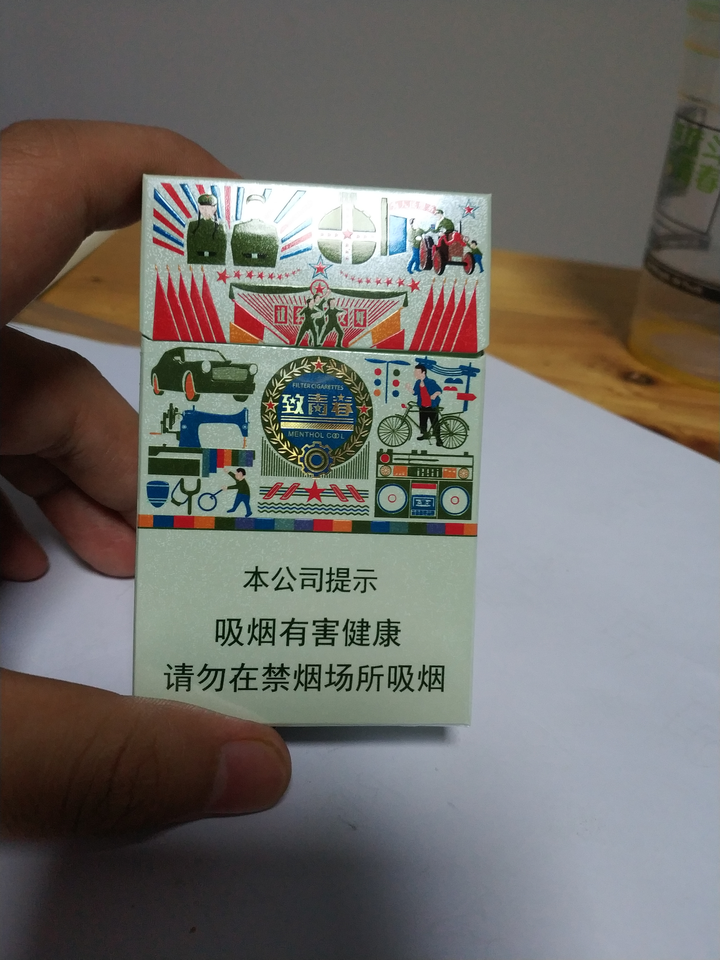 FILTER CIGARETTES
致青春
MENTHOL COOL
本公司提示
吸烟有害健康
请勿在禁烟场所吸烟